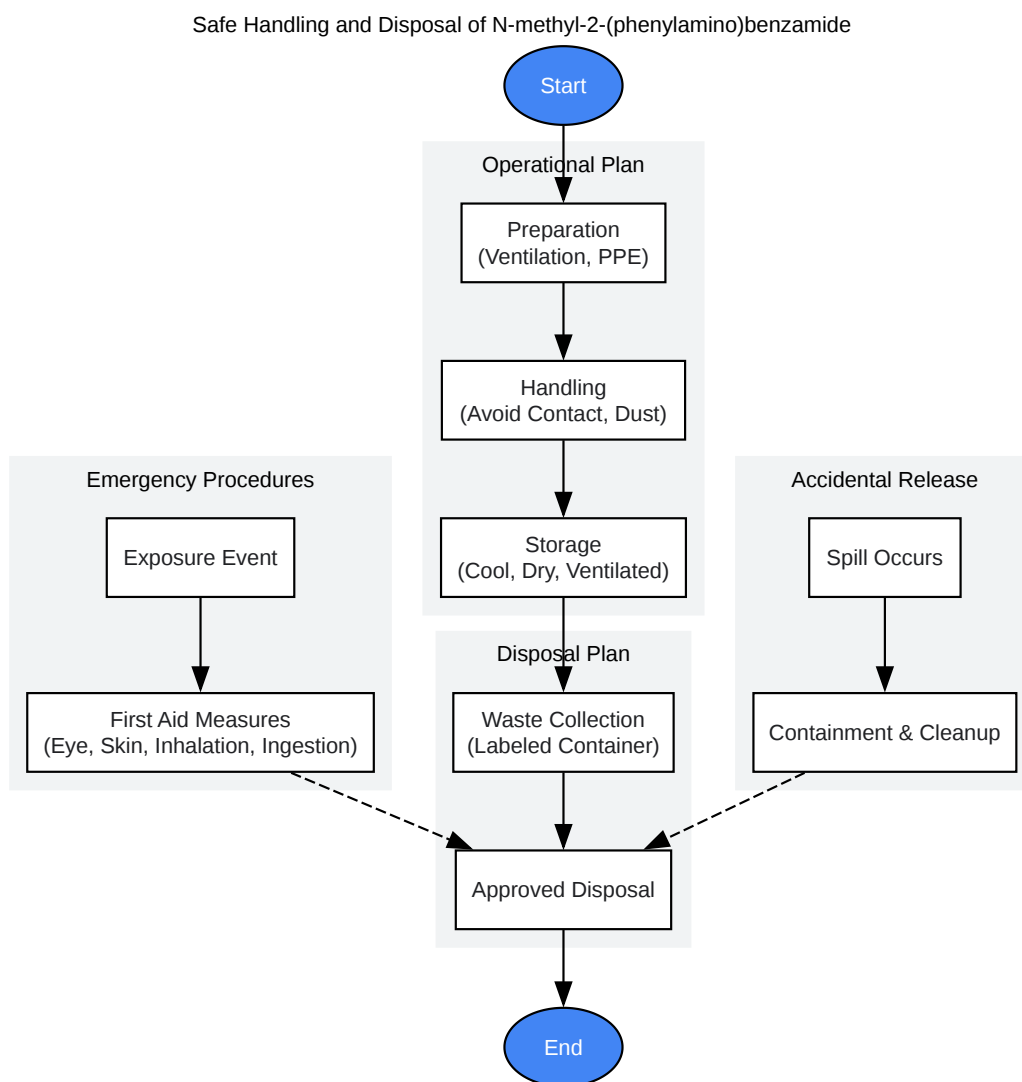 Safe Handling and Disposal of N-methyl-2-(phenylamino)benzamide
Start
Operational Plan
Preparation
(Ventilation, PPE)
Handling
(Avoid Contact, Dust)
Storage
(Cool, Dry, Ventilated)
Emergency Procedures
Exposure Event
First Aid Measures
(Eye, Skin, Inhalation, Ingestion)
Disposal Plan
Waste Collection
(Labeled Container)
Accidental Release
Spill Occurs
Containment & Cleanup
Approved Disposal
End